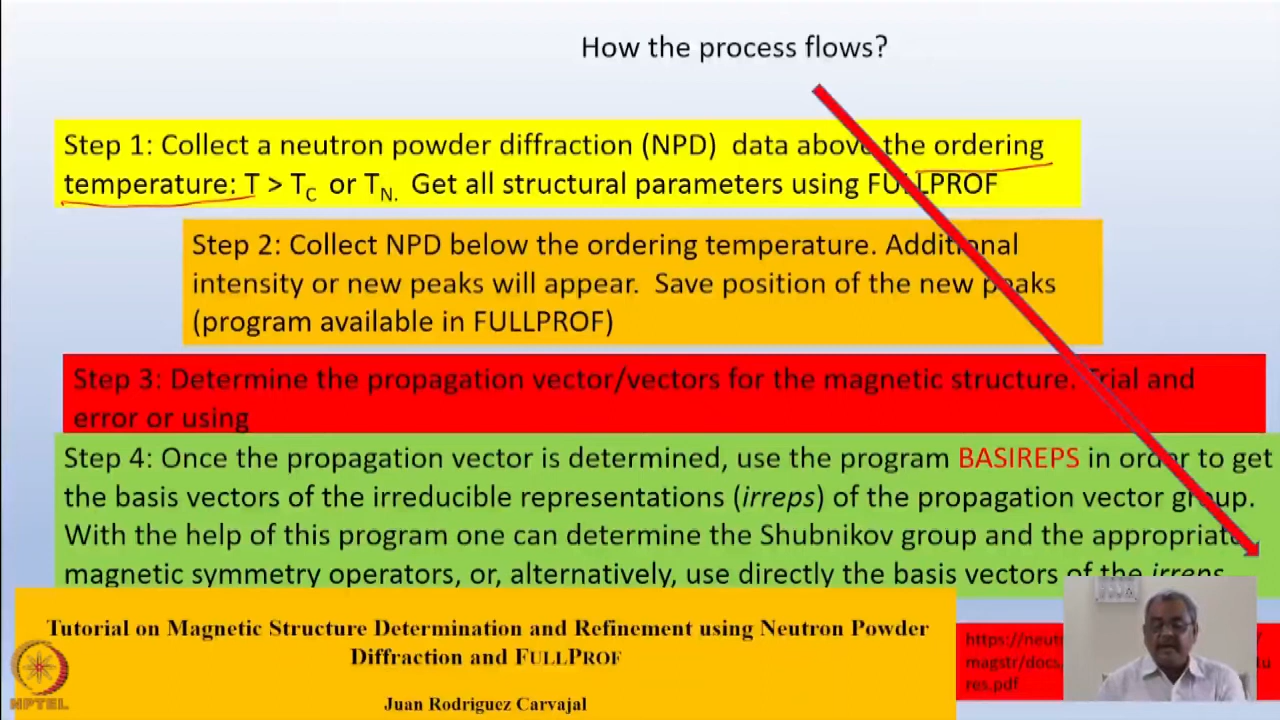 How the process flows?
Step 1: Collect a neutron powder diffraction (NPD) data above the ordering
temperature: T > TC or TN. Get all structural parameters using FULLPROF
Step 2: Collect NPD below the ordering temperature. Additional
intensity or new peaks will appear. Save position of the new peaks
(program available in FULLPROF)
Step 3: Determine the propagation vector/vectors for the magnetic structure. Trial and
error or using
Step 4: Once the propagation vector is determined, use the program BASIREPS in order to get
the basis vectors of the irreducible representations (irreps) of the propagation vector group.
With the help of this program one can determine the Shubnikov group and the appropriate
magnetic symmetry operators, or, alternatively, use directly the basis vectors of the irreps
Tutorial on Magnetic Structure Determination and Refinement using Neutron Powder
Diffraction and FULLPROF
Juan Rodríguez Carvajal
https://neut
magstr/docs
res.pdf
NPTEL